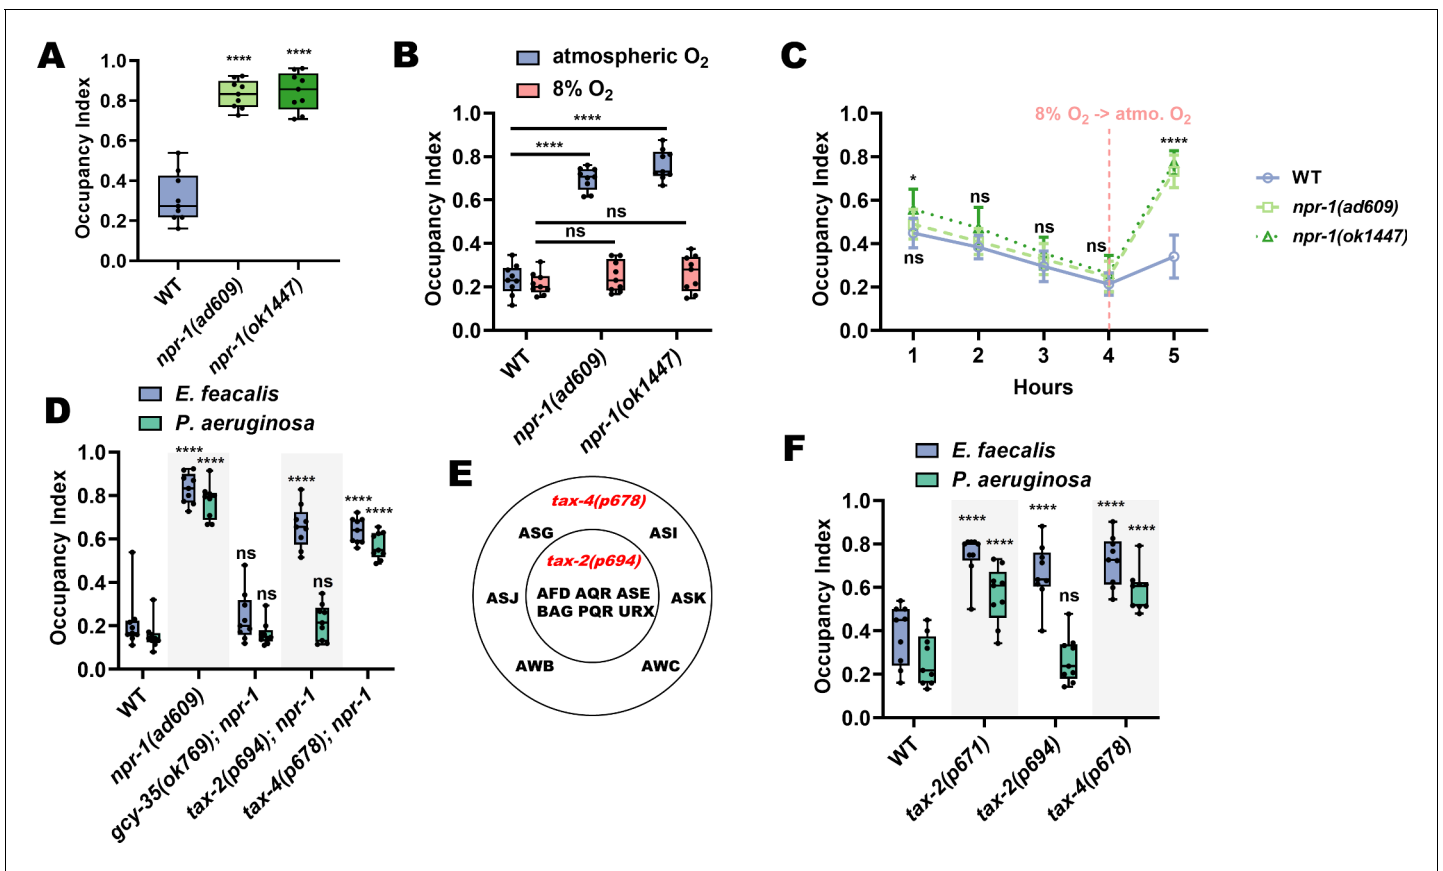 A
Occupancy Index
1.0
0.8
0.6
0.4
0.2
0.0
****
****
WT
npr-1(ad609)
npr-1(ok1447)
B
atmospheric O2
8% O2
Occupancy Index
1.0
0.8
0.6
0.4
0.2
0.0
****
****
ns
ns
WT
npr-1(ad609)
npr-1(ok1447)
C
8% O2 -> atmo. O2
Occupancy Index
1.0
0.8
0.6
0.4
0.2
0.0
*
ns
ns
ns
ns
****
1 2 3 4 5
Hours
WT
npr-1(ad609)
npr-1(ok1447)
D
E. feacalis
P. aeruginosa
Occupancy Index
1.0
0.8
0.6
0.4
0.2
0.0
****
****
ns
ns
****
ns
****
****
WT
npr-1(ad609)
gcy-35(ok769); npr-1
tax-2(p694); npr-1
tax-4(p678); npr-1
E
tax-4(p678)
ASG ASI
tax-2(p694)
AFD AQR ASE
ASJ ASK
BAG PQR URX
AWB AWC
F
E. faecalis
P. aeruginosa
Occupancy Index
1.0
0.8
0.6
0.4
0.2
0.0
****
****
****
ns
****
****
WT
tax-2(p671)
tax-2(p694)
tax-4(p678)